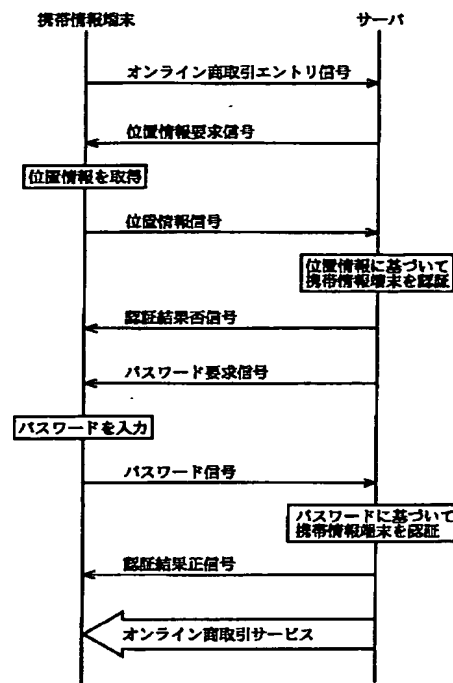 携帯情報端末
サーバ
オンライン商取引エントリ信号
位置情報要求信号
位置情報を取得
位置情報信号
位置情報に基づいて
携帯情報端末を認証
認証結果否信号
パスワード要求信号
パスワードを入力
パスワード信号
パスワードに基づいて
携帯情報端末を認証
認証結果正信号
オンライン商取引サービス